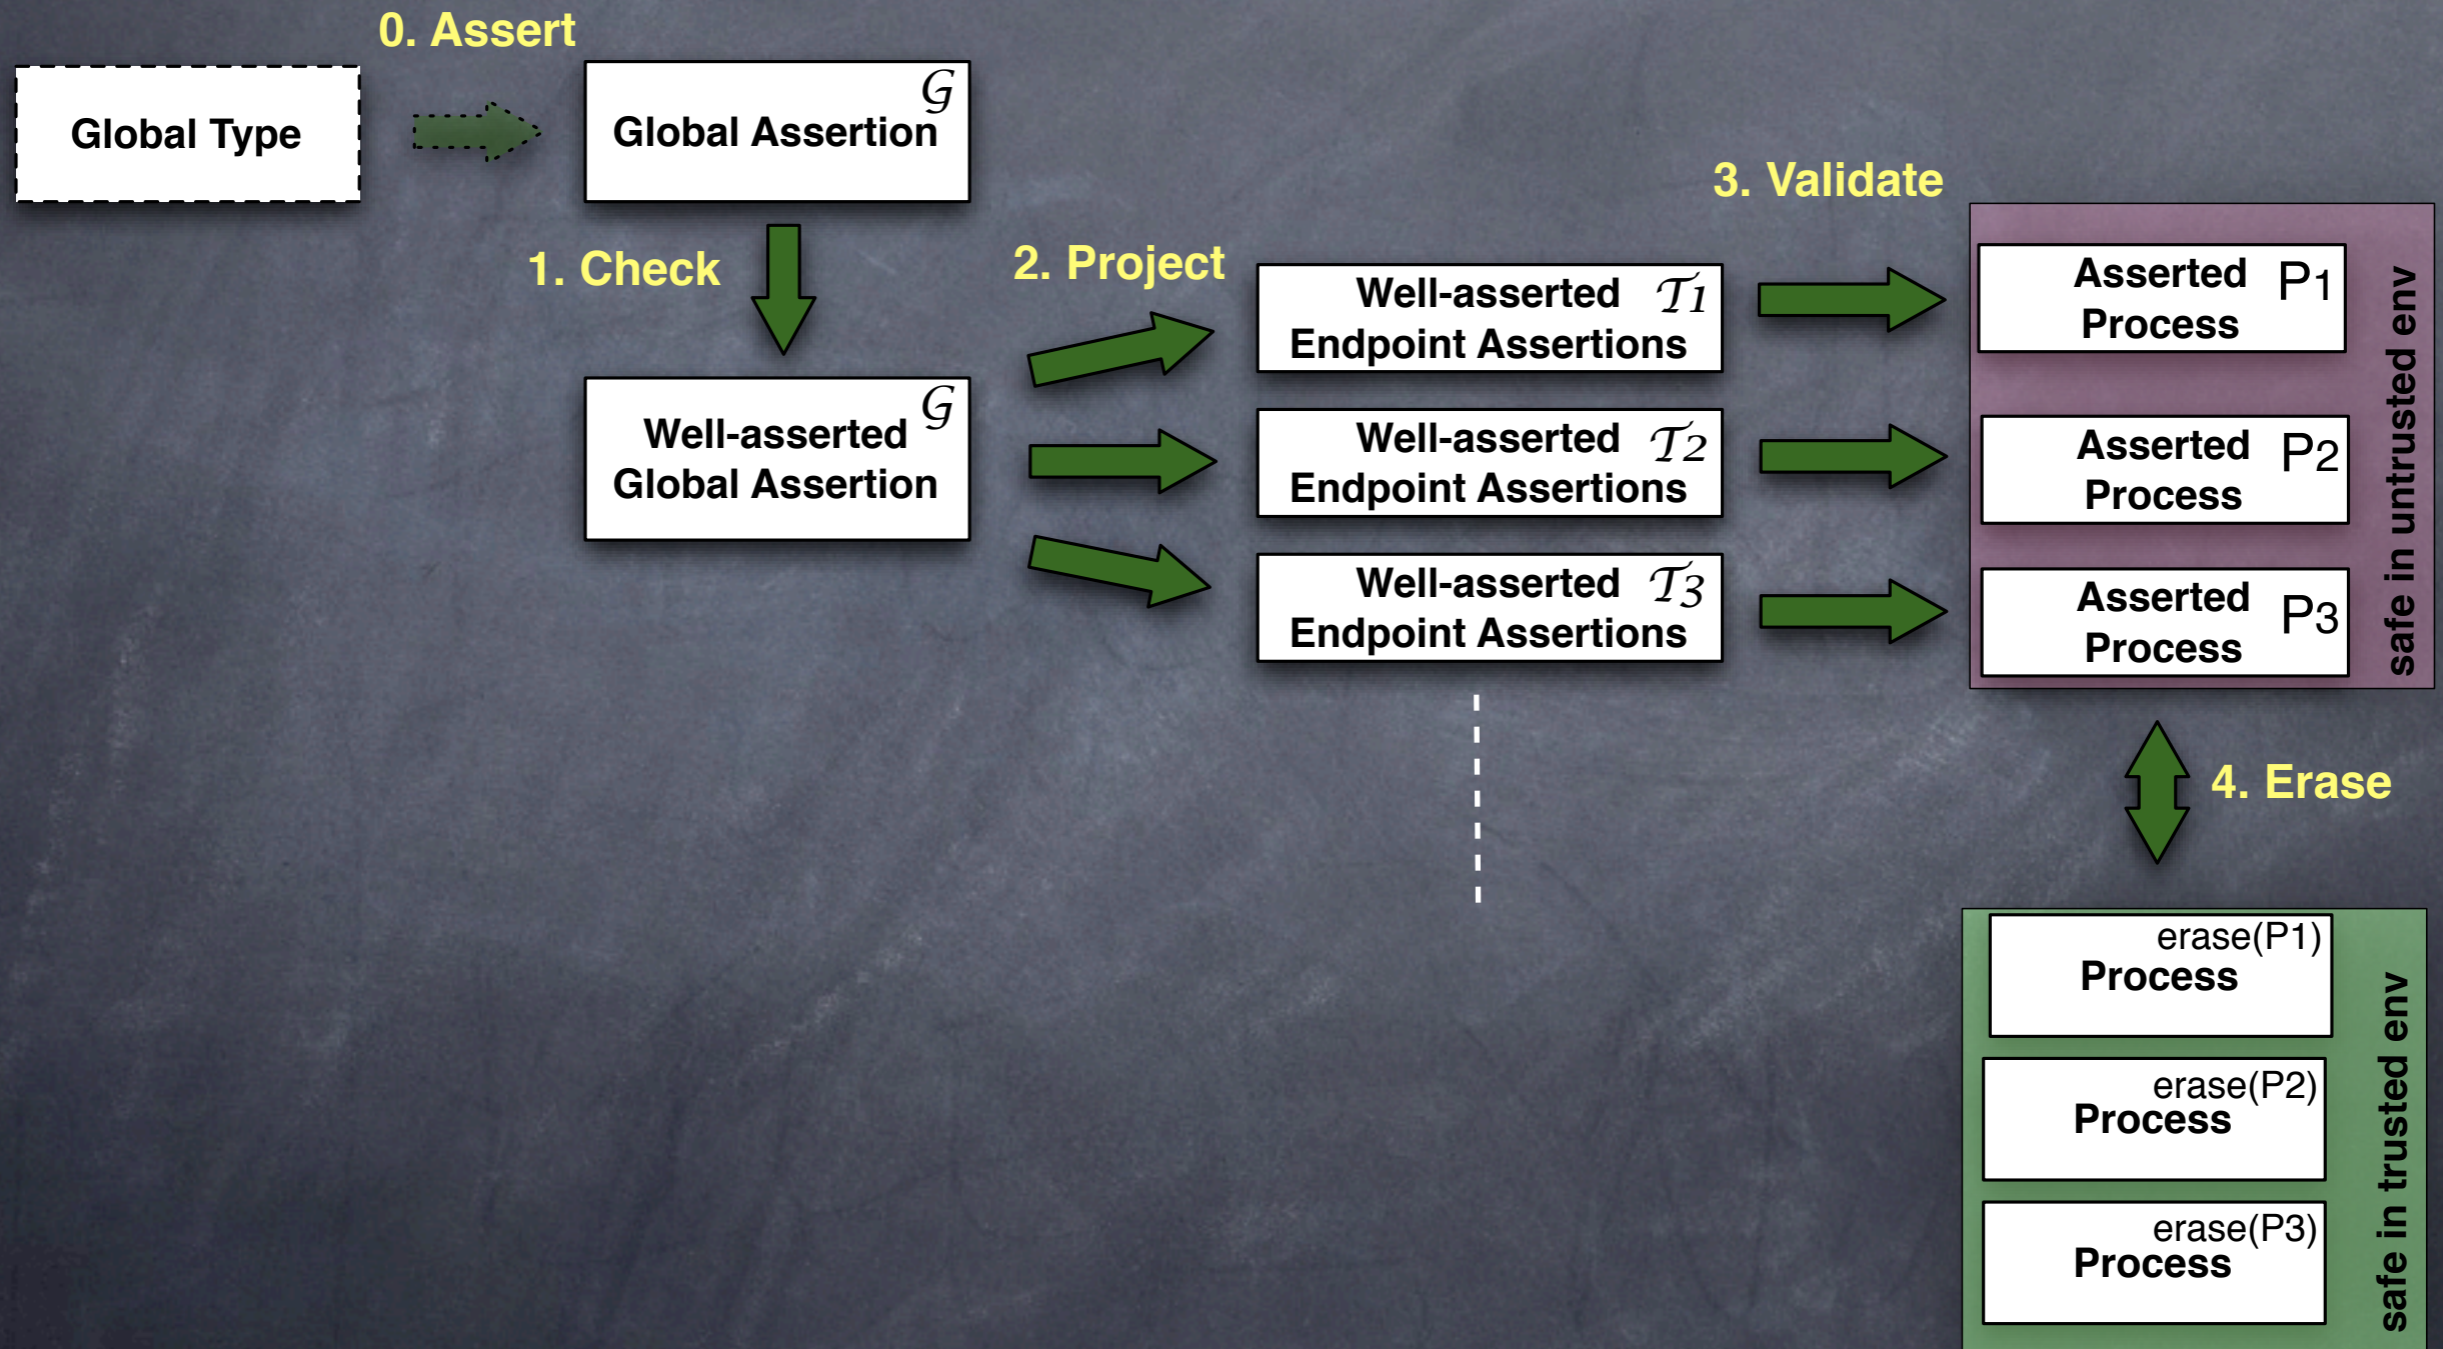 0. Assert
Global Type
𝒢
Global Assertion
1. Check
𝒢
Well-asserted
Global Assertion
2. Project
Well-asserted 𝒯1
Endpoint Assertions
Well-asserted 𝒯2
Endpoint Assertions
Well-asserted 𝒯3
Endpoint Assertions
3. Validate
Asserted P1
Process
Asserted P2
Process
Asserted P3
Process
safe in untrusted env
4. Erase
erase(P1)
Process
erase(P2)
Process
erase(P3)
Process
safe in trusted env